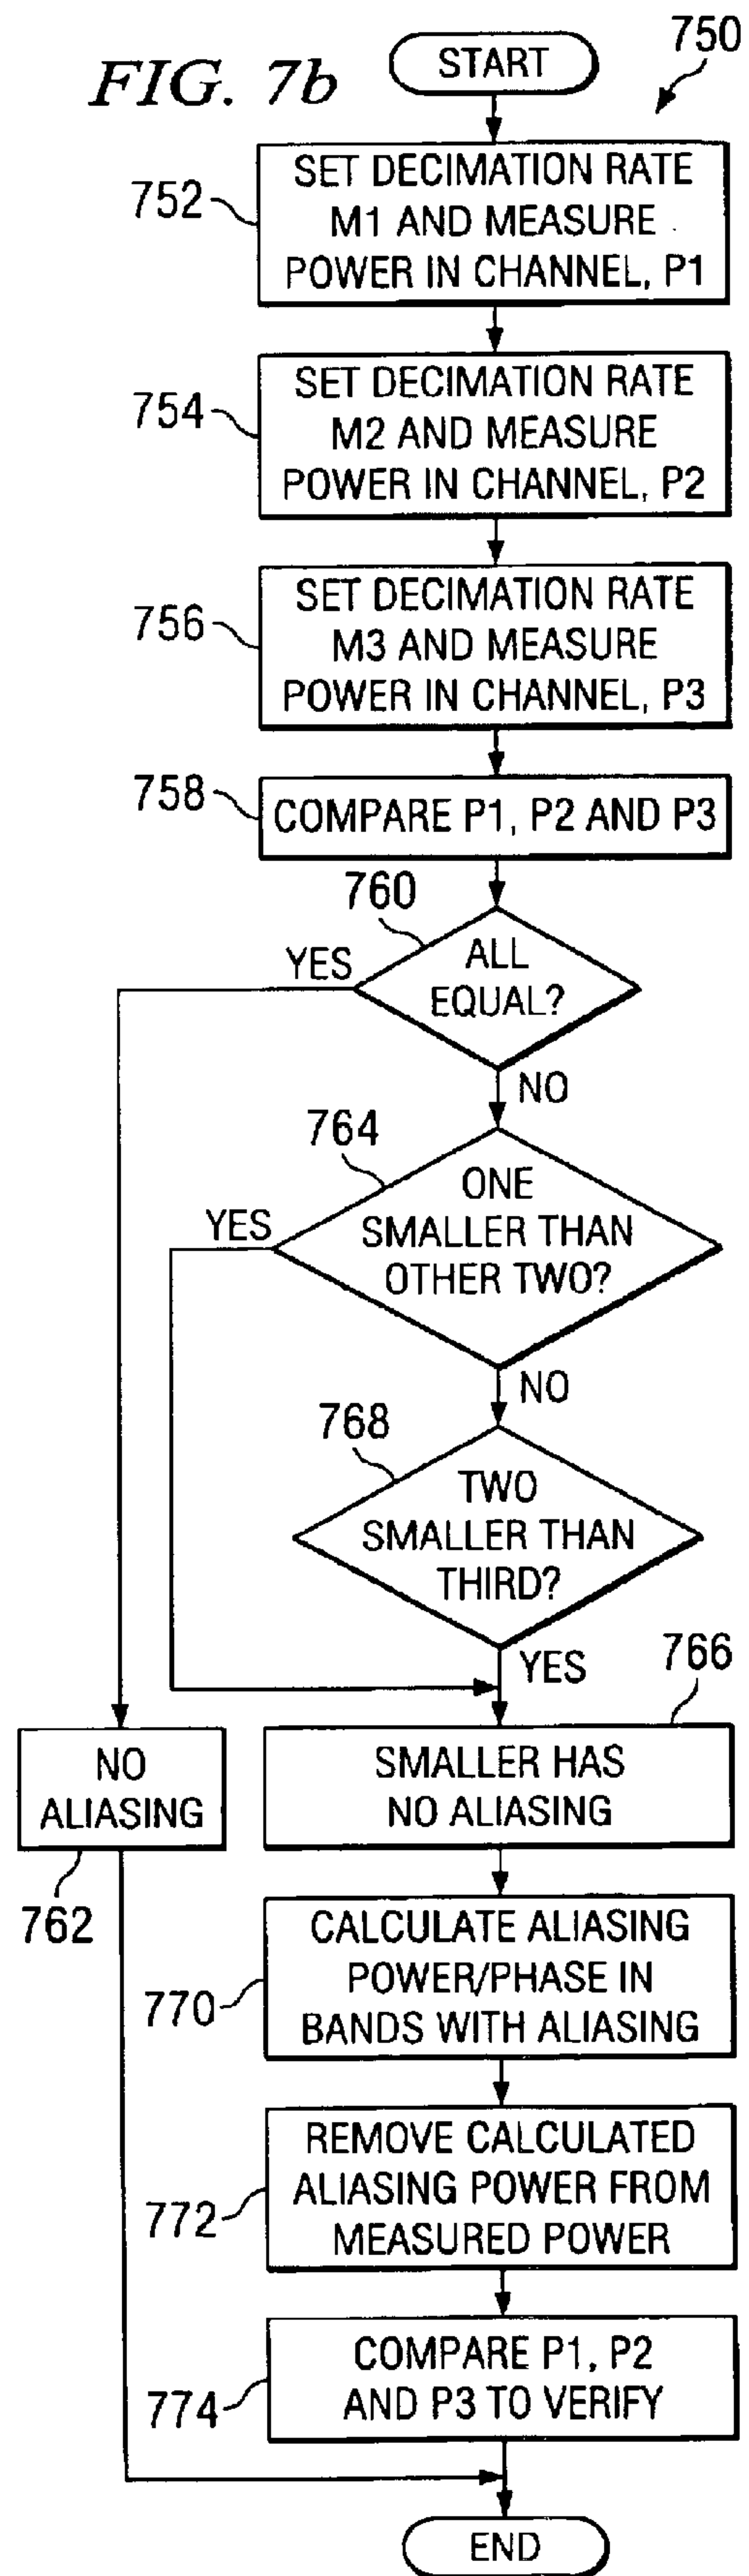 FIG. 7b
START
750
752
SET DECIMATION RATE
M1 AND MEASURE
POWER IN CHANNEL, P1
754
SET DECIMATION RATE
M2 AND MEASURE
POWER IN CHANNEL, P2
756
SET DECIMATION RATE
M3 AND MEASURE
POWER IN CHANNEL, P3
758
COMPARE P1, P2 AND P3
760
YES
ALL
EQUAL?
NO
764
YES
ONE
SMALLER THAN
OTHER TWO?
NO
768
TWO
SMALLER THAN
THIRD?
YES
766
NO
ALIASING
762
SMALLER HAS
NO ALIASING
770
CALCULATE ALIASING
POWER/PHASE IN
BANDS WITH ALIASING
772
REMOVE CALCULATED
ALIASING POWER FROM
MEASURED POWER
774
COMPARE P1, P2
AND P3 TO VERIFY
END